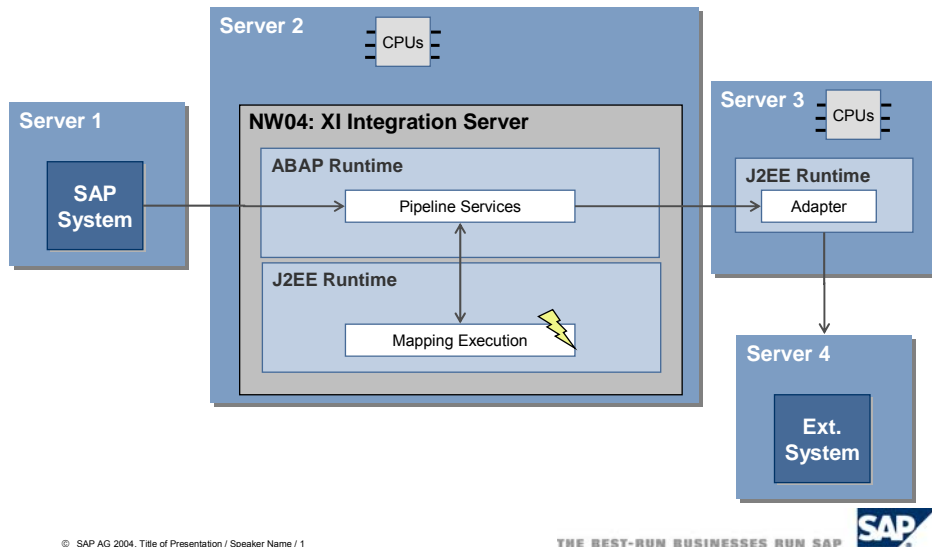 Server 2
CPUs
Server 1
SAP
System
NW04: XI Integration Server
ABAP Runtime
Pipeline Services
J2EE Runtime
Mapping Execution
Server 3
CPUs
J2EE Runtime
Adapter
Server 4
Ext.
System
© SAP AG 2004, Title of Presentation / Speaker Name / 1
THE BEST-RUN BUSINESSES RUN SAP
SAP